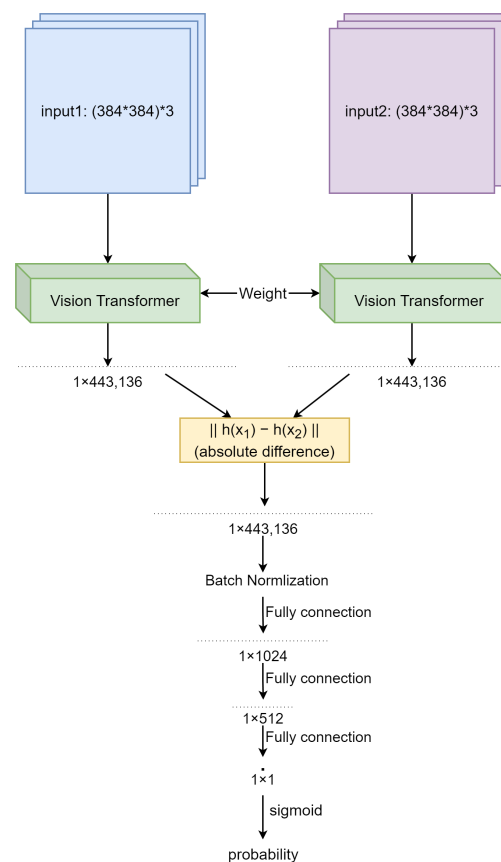 input1: (384*384)*3
input2: (384*384)*3
Vision Transformer
Weight
Vision Transformer
1×443,136
1×443,136
|| h(x₁) − h(x₂) ||
(absolute difference)
1×443,136
Batch Normlization
Fully connection
1×1024
Fully connection
1×512
Fully connection
1×1
sigmoid
probability